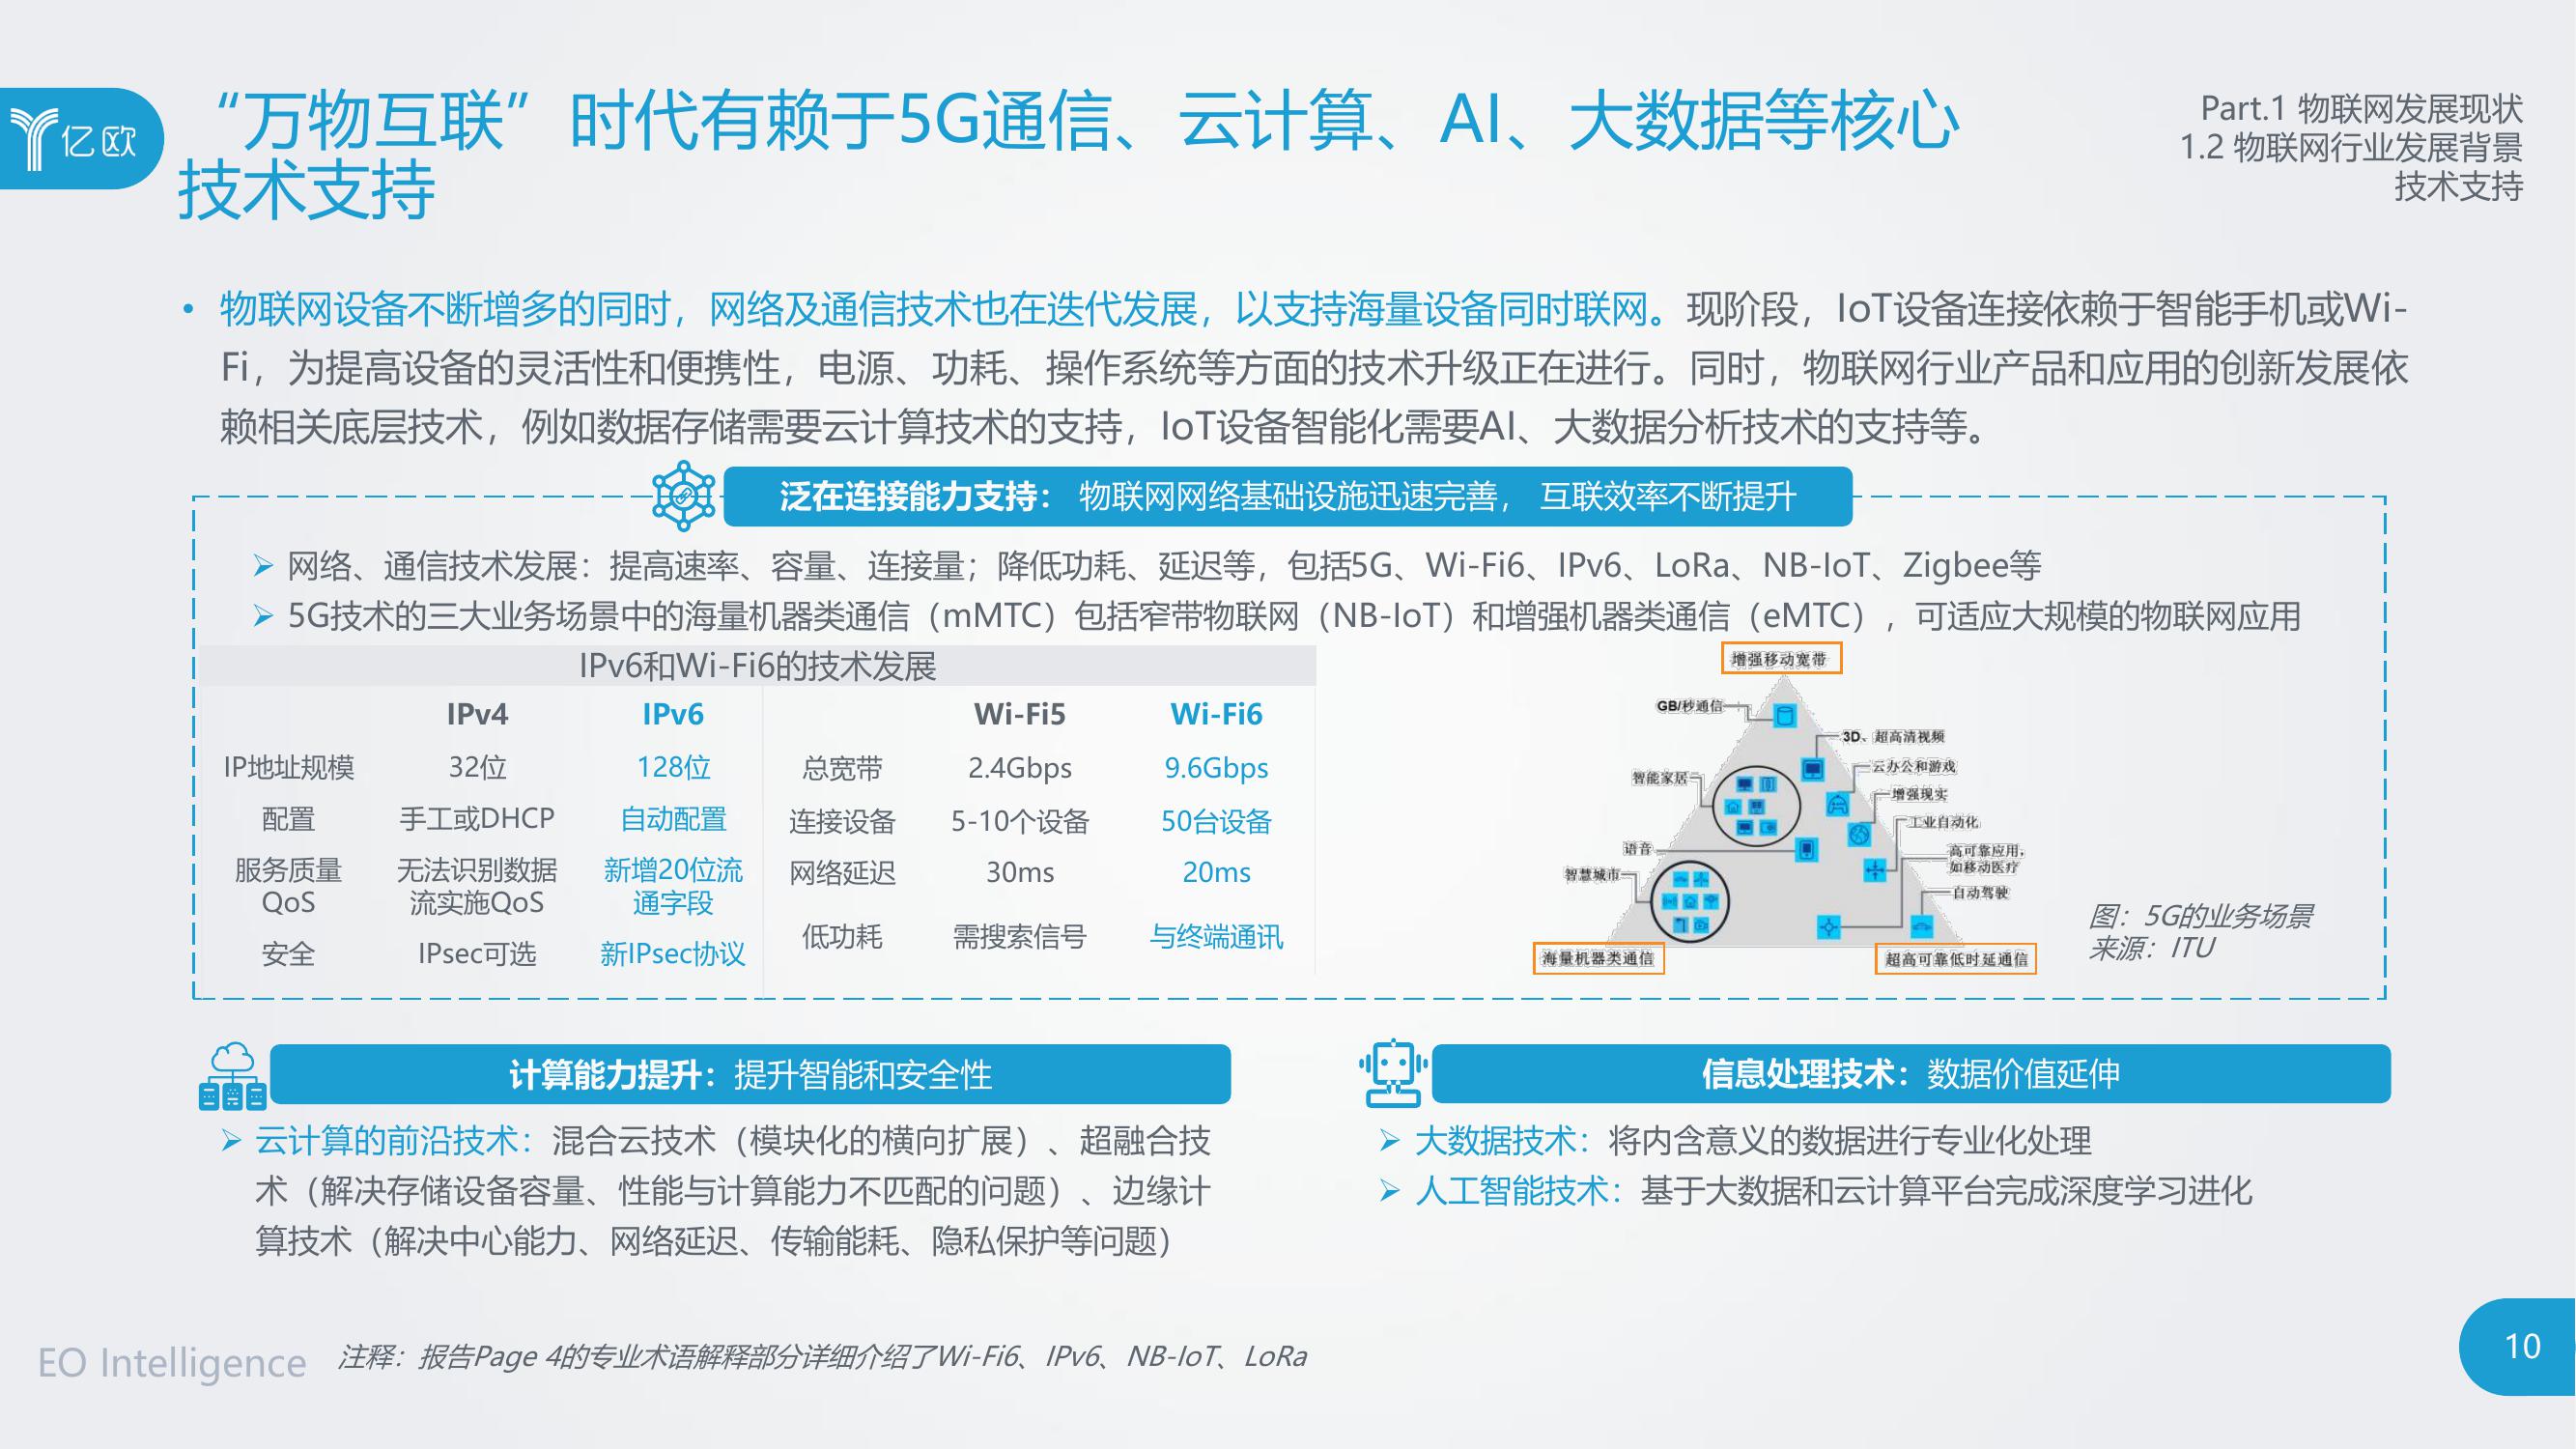 亿欧
“万物互联”时代有赖于5G通信、云计算、AI、大数据等核心
技术支持
Part.1 物联网发展现状
1.2 物联网行业发展背景
技术支持
• 物联网设备不断增多的同时，网络及通信技术也在迭代发展，以支持海量设备同时联网。现阶段，IoT设备连接依赖于智能手机或Wi-
Fi，为提高设备的灵活性和便携性，电源、功耗、操作系统等方面的技术升级正在进行。同时，物联网行业产品和应用的创新发展依
赖相关底层技术，例如数据存储需要云计算技术的支持，IoT设备智能化需要AI、大数据分析技术的支持等。
泛在连接能力支持： 物联网网络基础设施迅速完善， 互联效率不断提升
➢ 网络、通信技术发展：提高速率、容量、连接量；降低功耗、延迟等，包括5G、Wi-Fi6、IPv6、LoRa、NB-IoT、Zigbee等
➢ 5G技术的三大业务场景中的海量机器类通信（mMTC）包括窄带物联网（NB-IoT）和增强机器类通信（eMTC），可适应大规模的物联网应用
IPv6和Wi-Fi6的技术发展
IPv4 IPv6 Wi-Fi5 Wi-Fi6
IP地址规模 32位 128位 总宽带 2.4Gbps 9.6Gbps
配置 手工或DHCP 自动配置 连接设备 5-10个设备 50台设备
服务质量 无法识别数据 新增20位流 网络延迟 30ms 20ms
QoS 流实施QoS 通字段
低功耗 需搜索信号 与终端通讯
安全 IPsec可选 新IPsec协议
增强移动宽带
GB/秒通信
3D、超高清视频
云办公和游戏
智能家居
增强现实
工业自动化
语音
高可靠应用，
如移动医疗
智慧城市
自动驾驶
海量机器类通信
超高可靠低时延通信
图：5G的业务场景
来源：ITU
计算能力提升：提升智能和安全性
➢ 云计算的前沿技术：混合云技术（模块化的横向扩展）、超融合技
术（解决存储设备容量、性能与计算能力不匹配的问题）、边缘计
算技术（解决中心能力、网络延迟、传输能耗、隐私保护等问题）
信息处理技术：数据价值延伸
➢ 大数据技术：将内含意义的数据进行专业化处理
➢ 人工智能技术：基于大数据和云计算平台完成深度学习进化
EO Intelligence
注释：报告Page 4的专业术语解释部分详细介绍了Wi-Fi6、IPv6、NB-IoT、LoRa
10